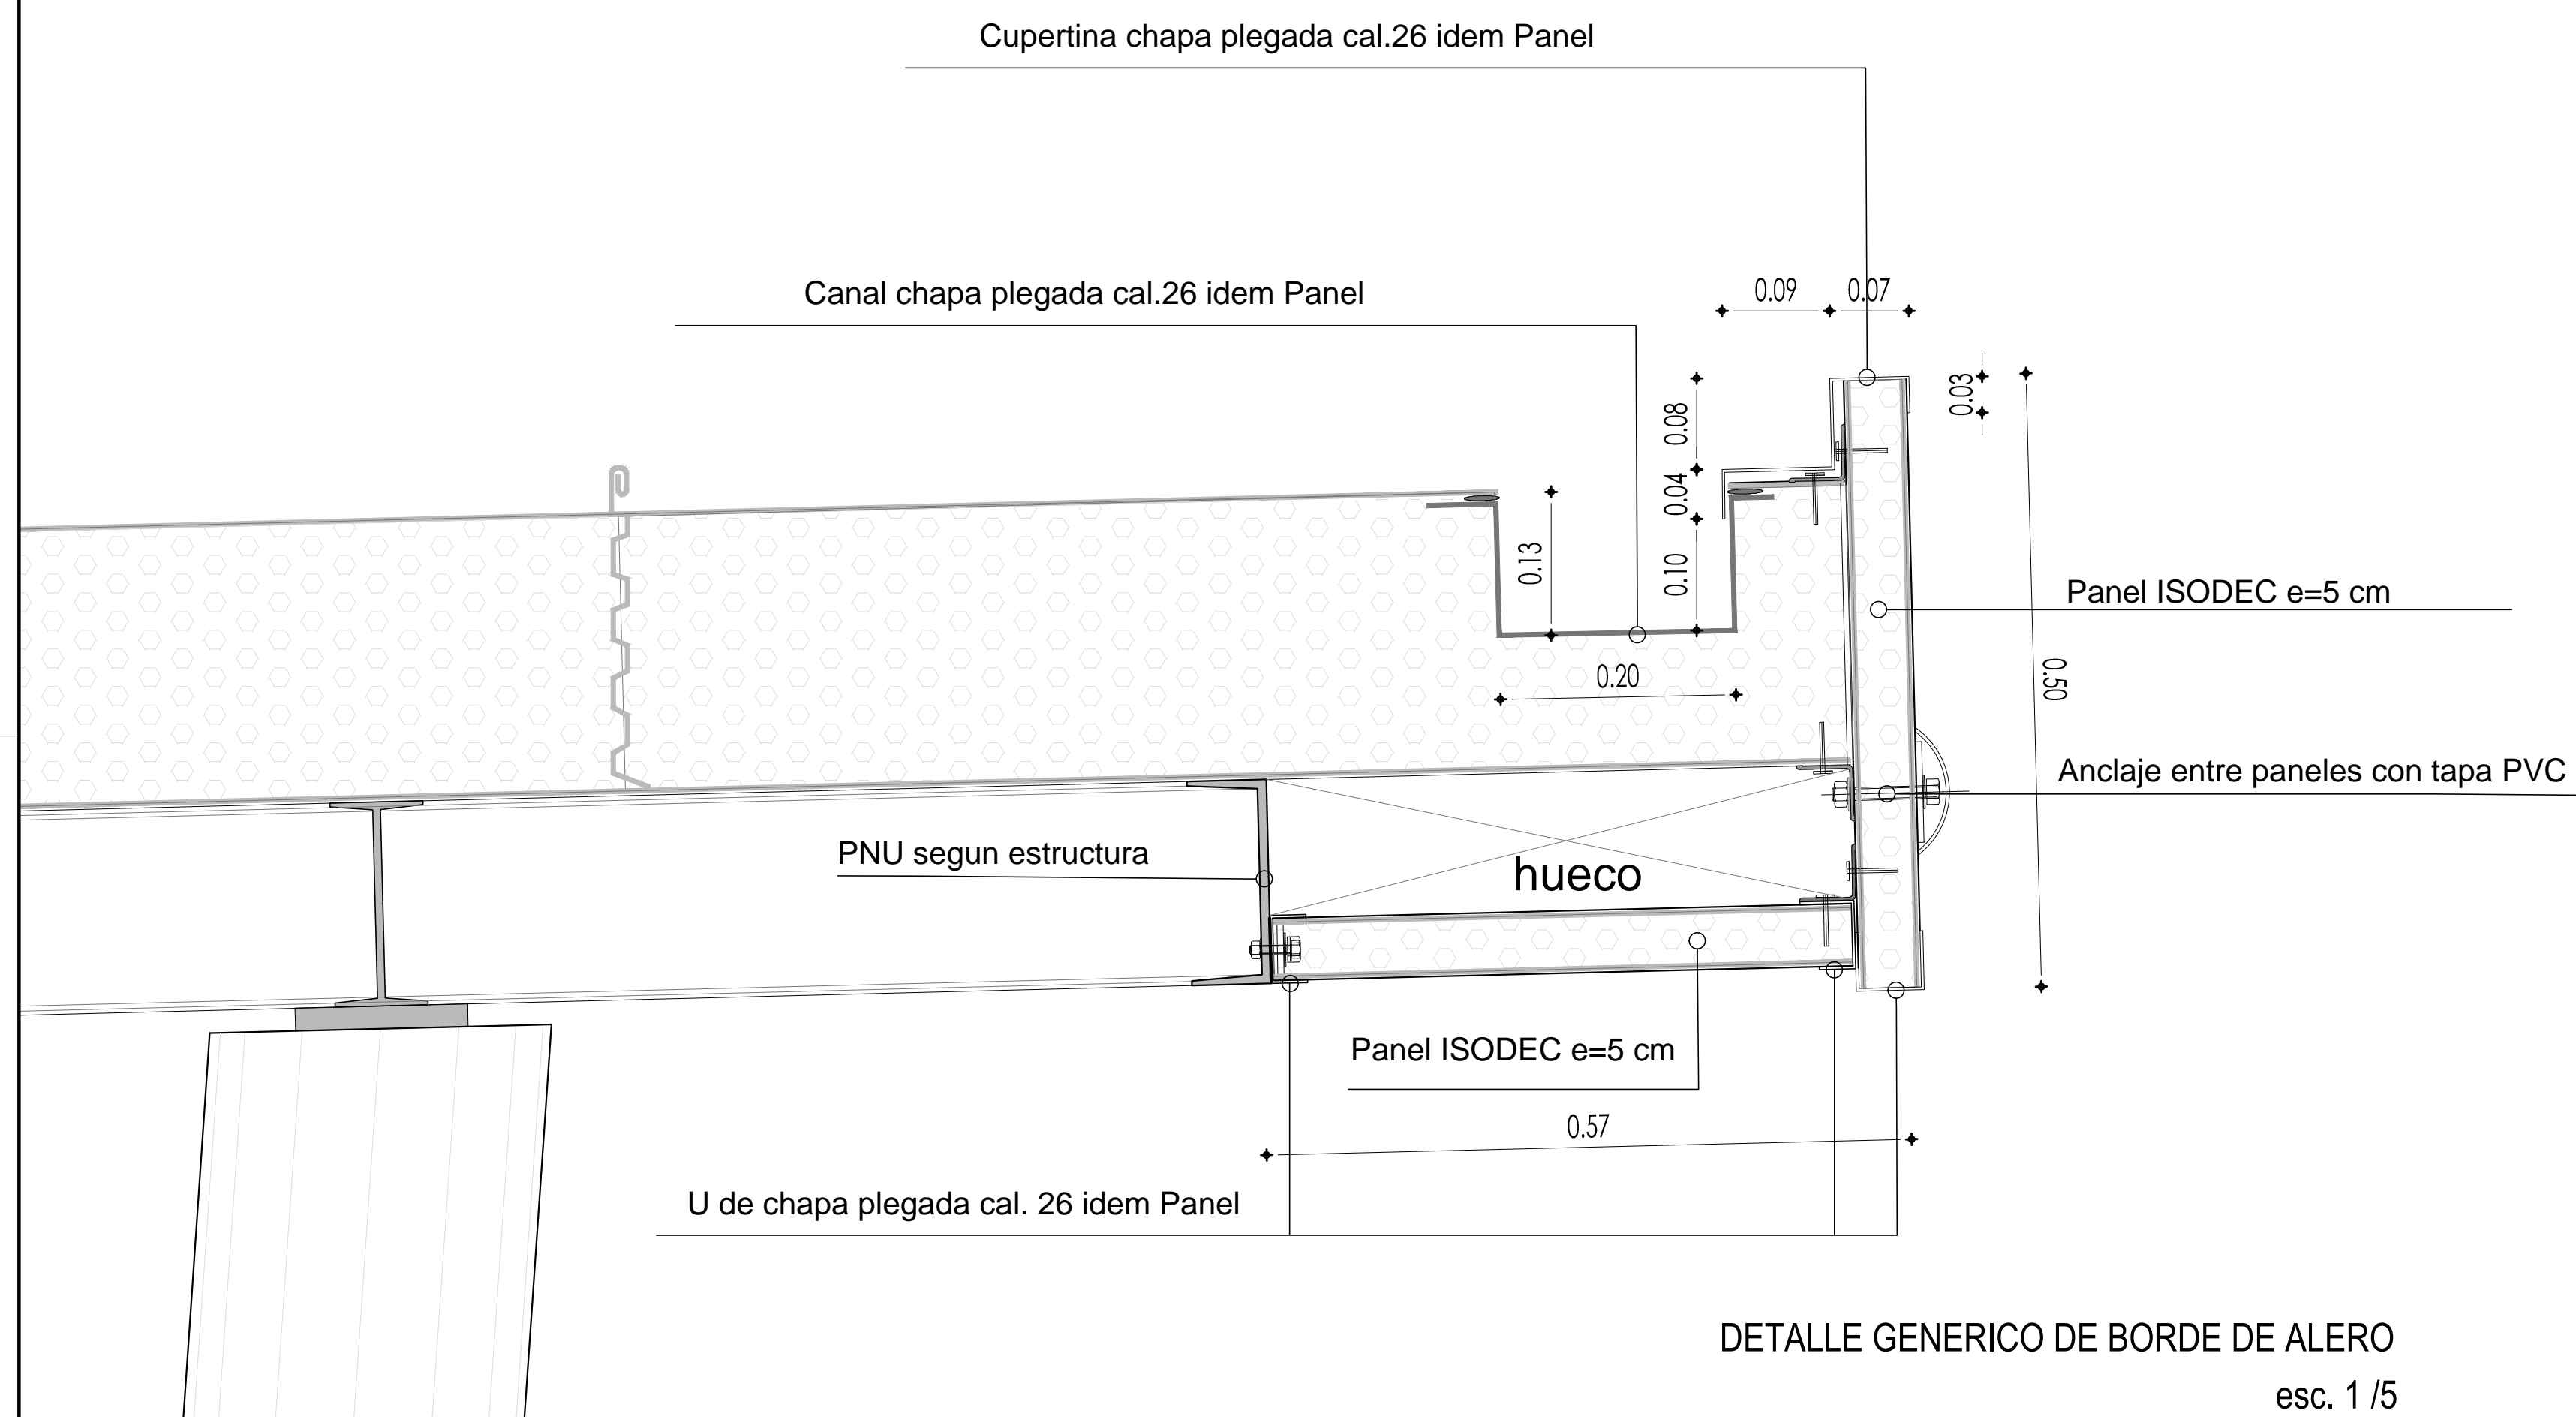 Cupertina chapa plegada cal.26 idem Panel
Canal chapa plegada cal.26 idem Panel
0.09
0.07
0.03
0.08
0.04
0.10
0.13
0.20
0.50
Panel ISODEC e=5 cm
Anclaje entre paneles con tapa PVC
PNU segun estructura
hueco
Panel ISODEC e=5 cm
0.57
U de chapa plegada cal. 26 idem Panel
DETALLE GENERICO DE BORDE DE ALERO
esc. 1 /5